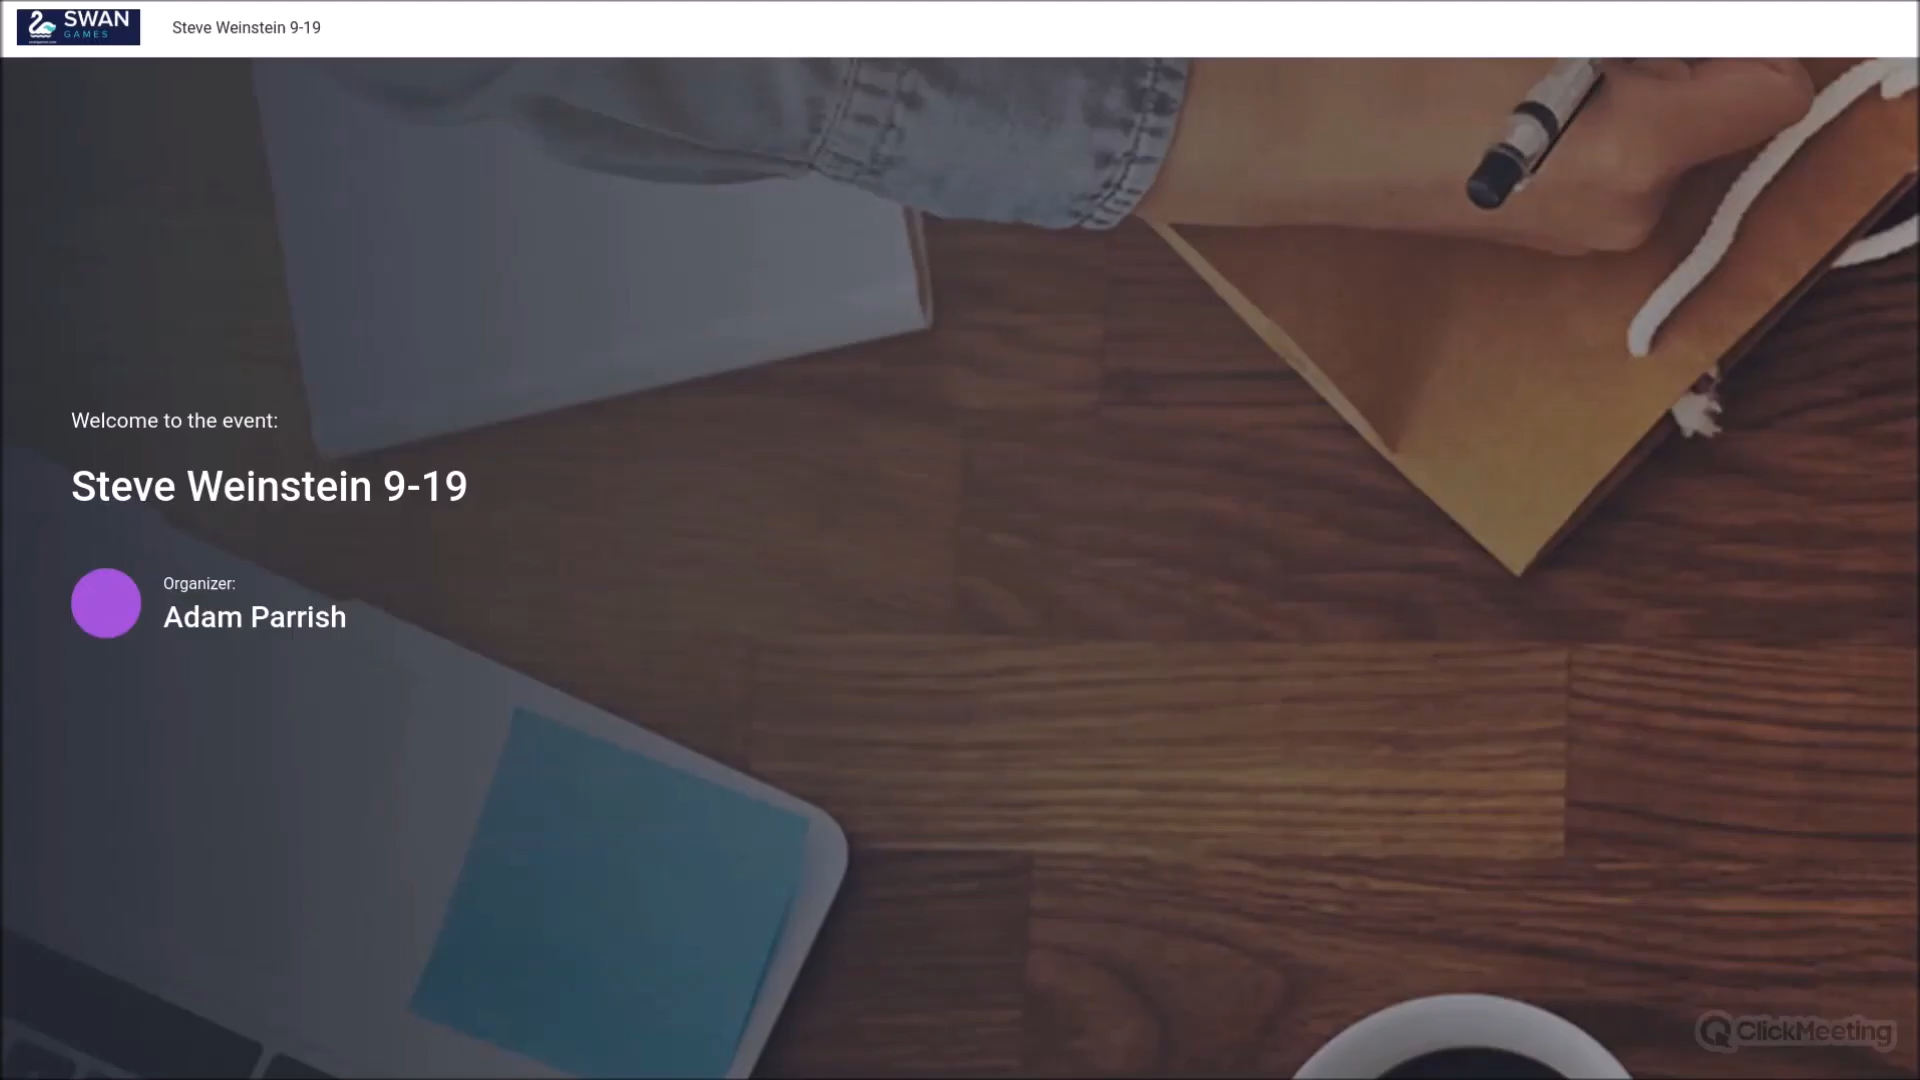 SWAN
GAMES
Steve Weinstein 9-19
Welcome to the event:
Steve Weinstein 9-19
Organizer:
Adam Parrish
ClickMeeting